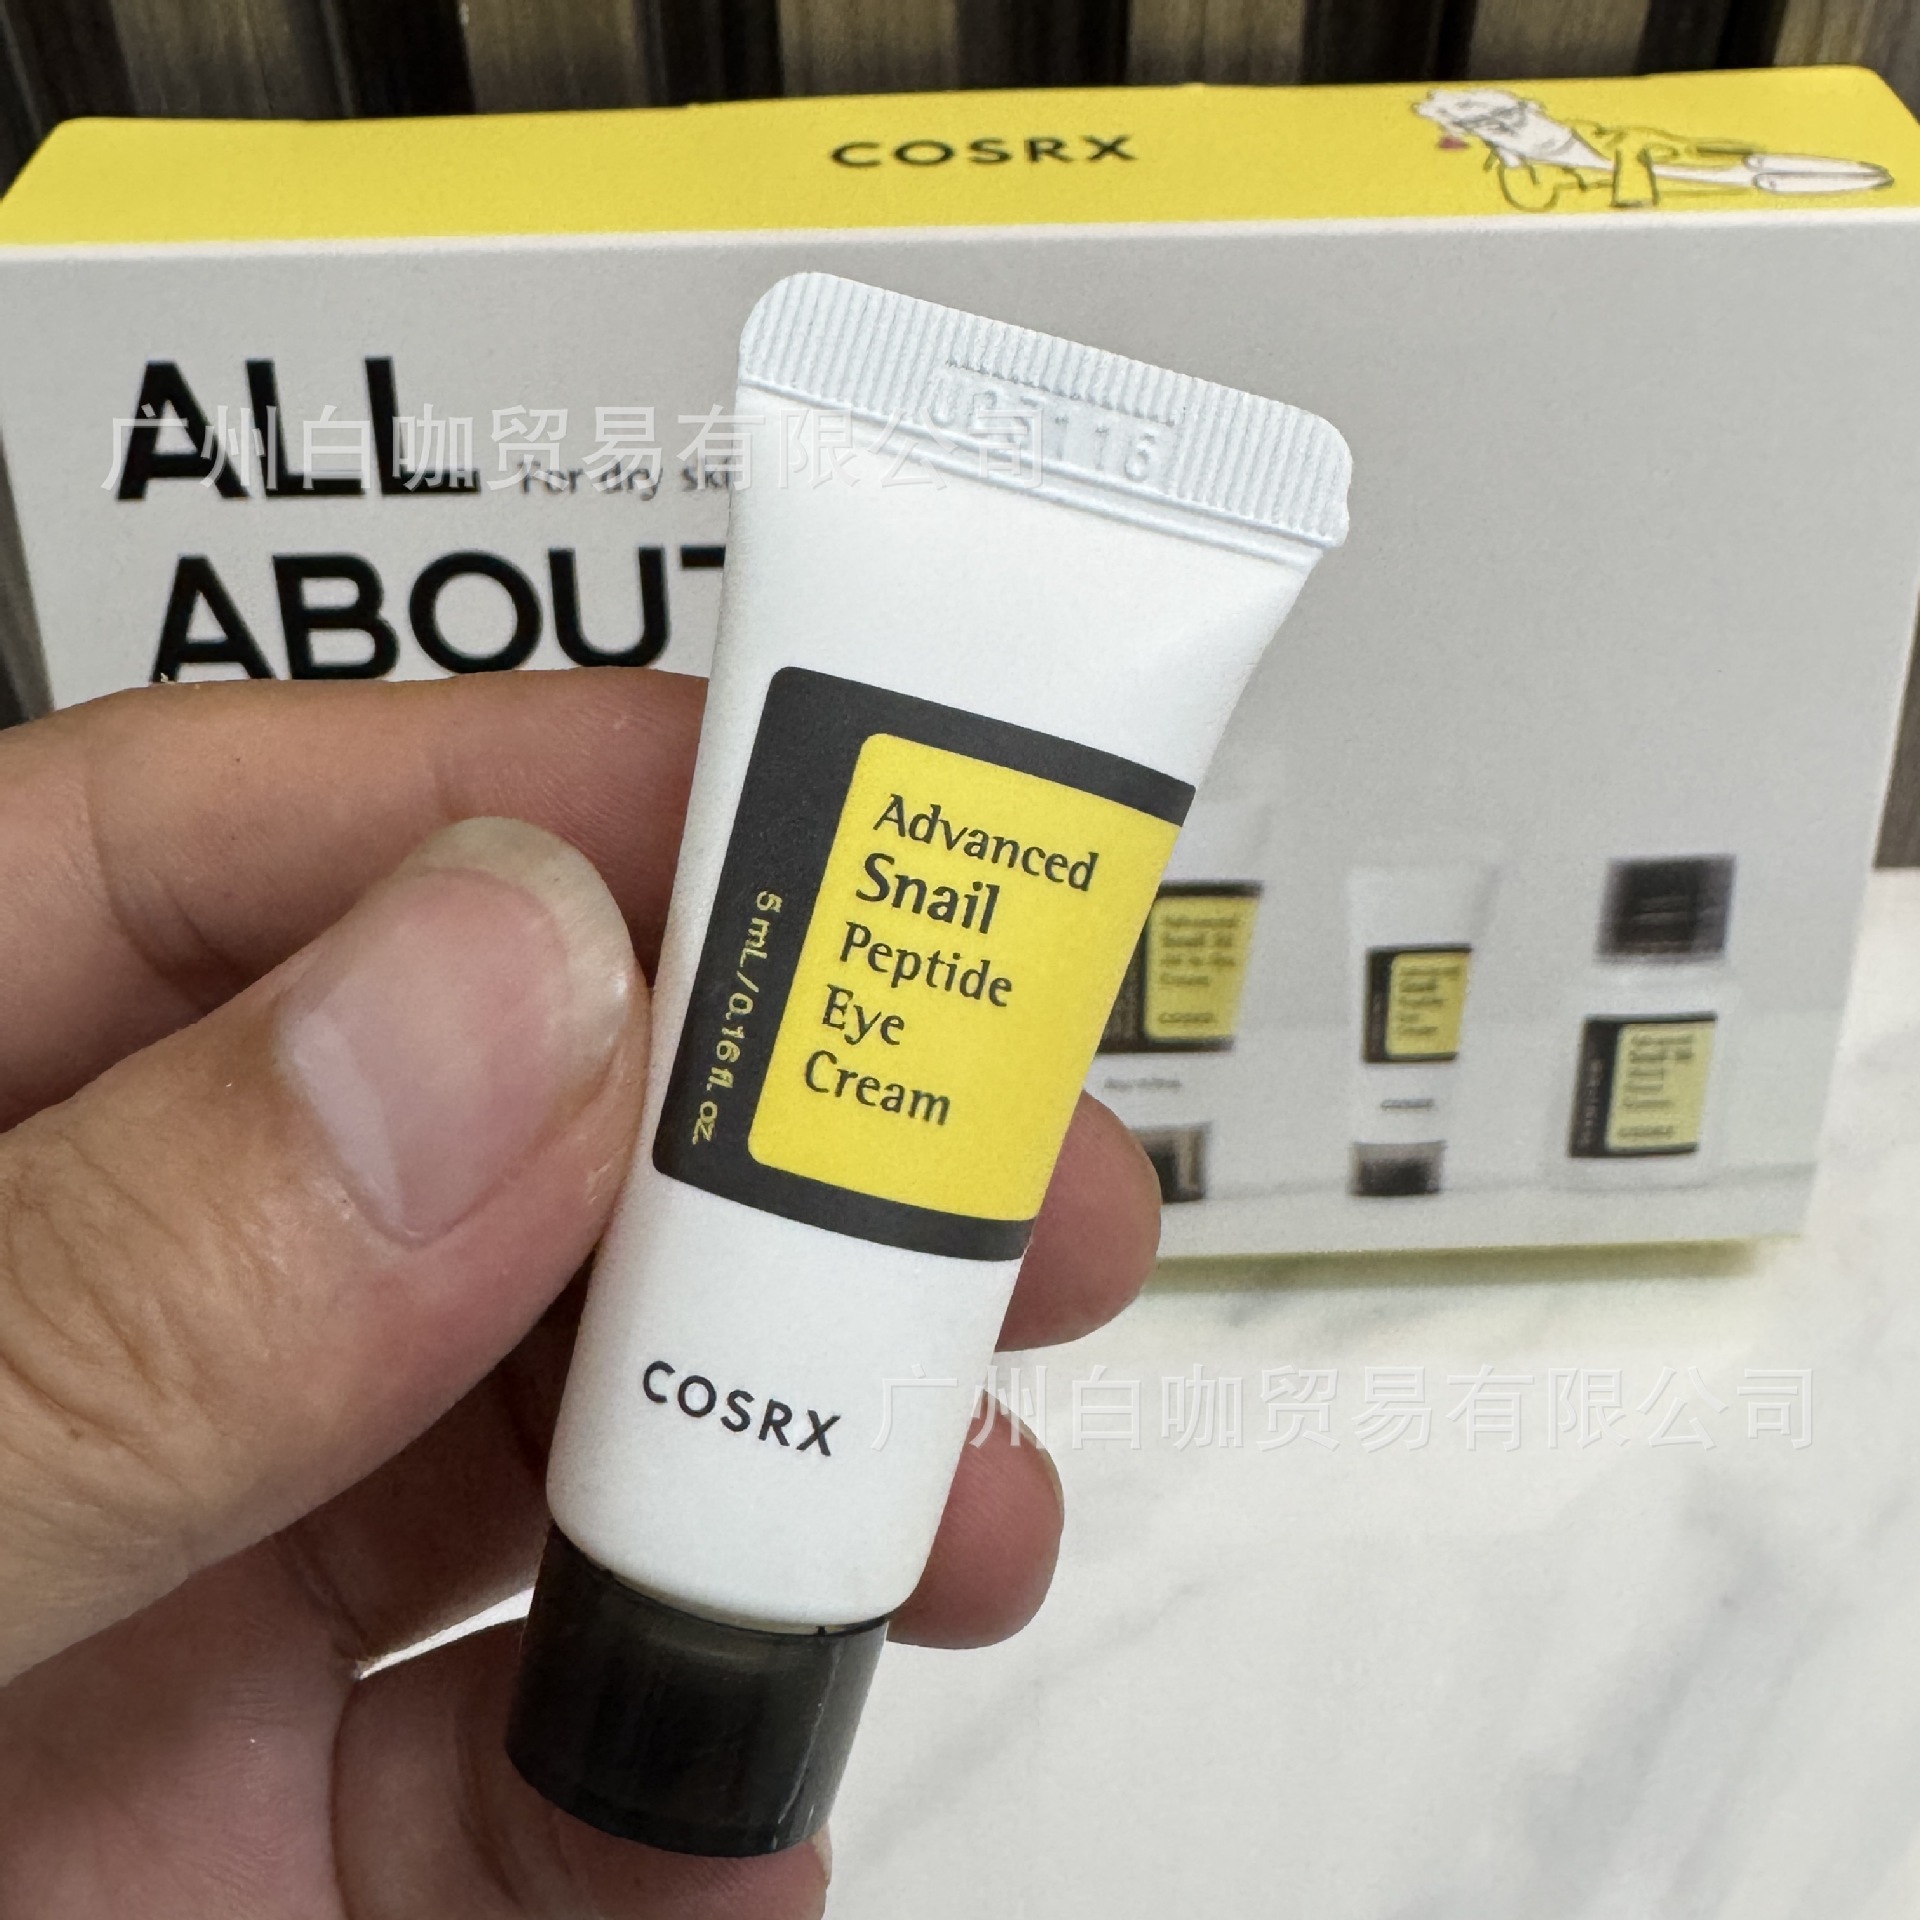 COSRX
ALL
For dry ski
ABOUT
广州白咖贸易有限公司
Advanced
Snail
Peptide
Eye
Cream
5 mL/0.16 fl. oz
COSRX
广州白咖贸易有限公司